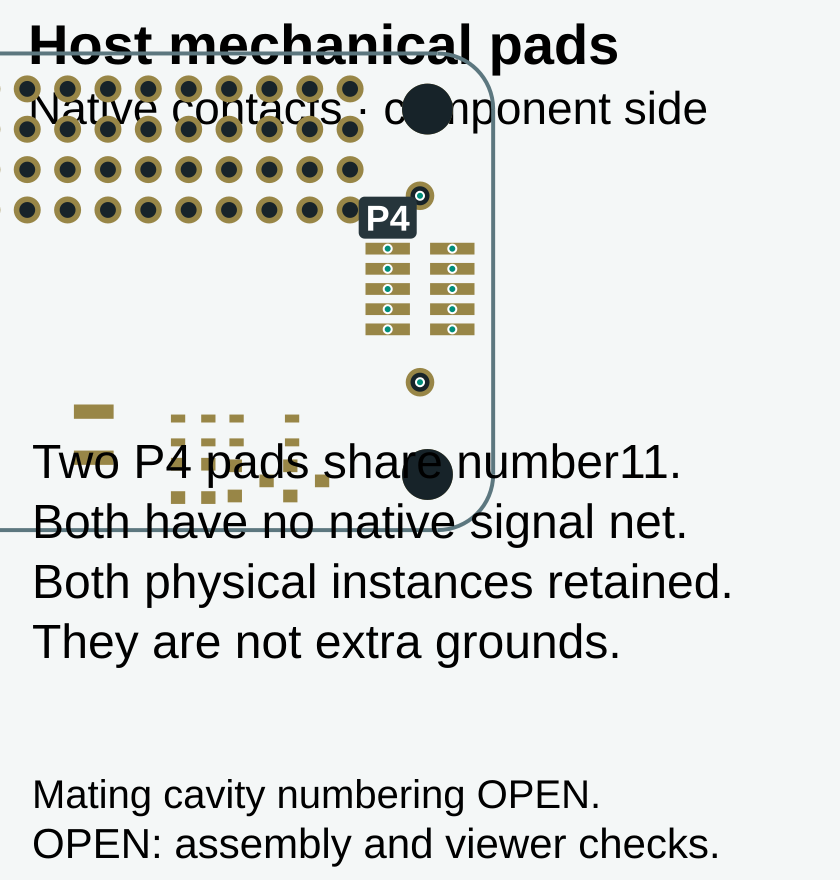 Host mechanical pads
Native contacts · component side
P4
Two P4 pads share number11.
Both have no native signal net.
Both physical instances retained.
They are not extra grounds.
Mating cavity numbering OPEN.
OPEN: assembly and viewer checks.